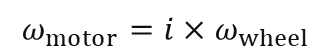 ω_motor = i × ω_wheel